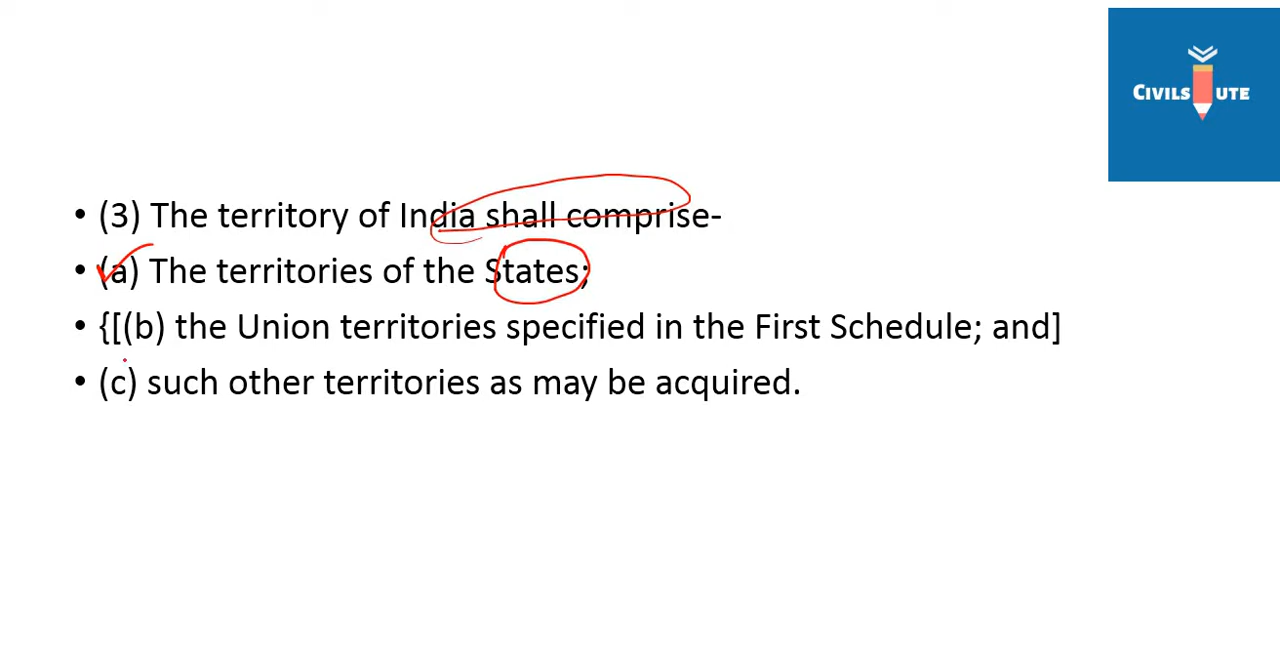 CIVILS UTE
• (3) The territory of India shall comprise-
• (a) The territories of the States;
• {[(b) the Union territories specified in the First Schedule; and]
• (c) such other territories as may be acquired.